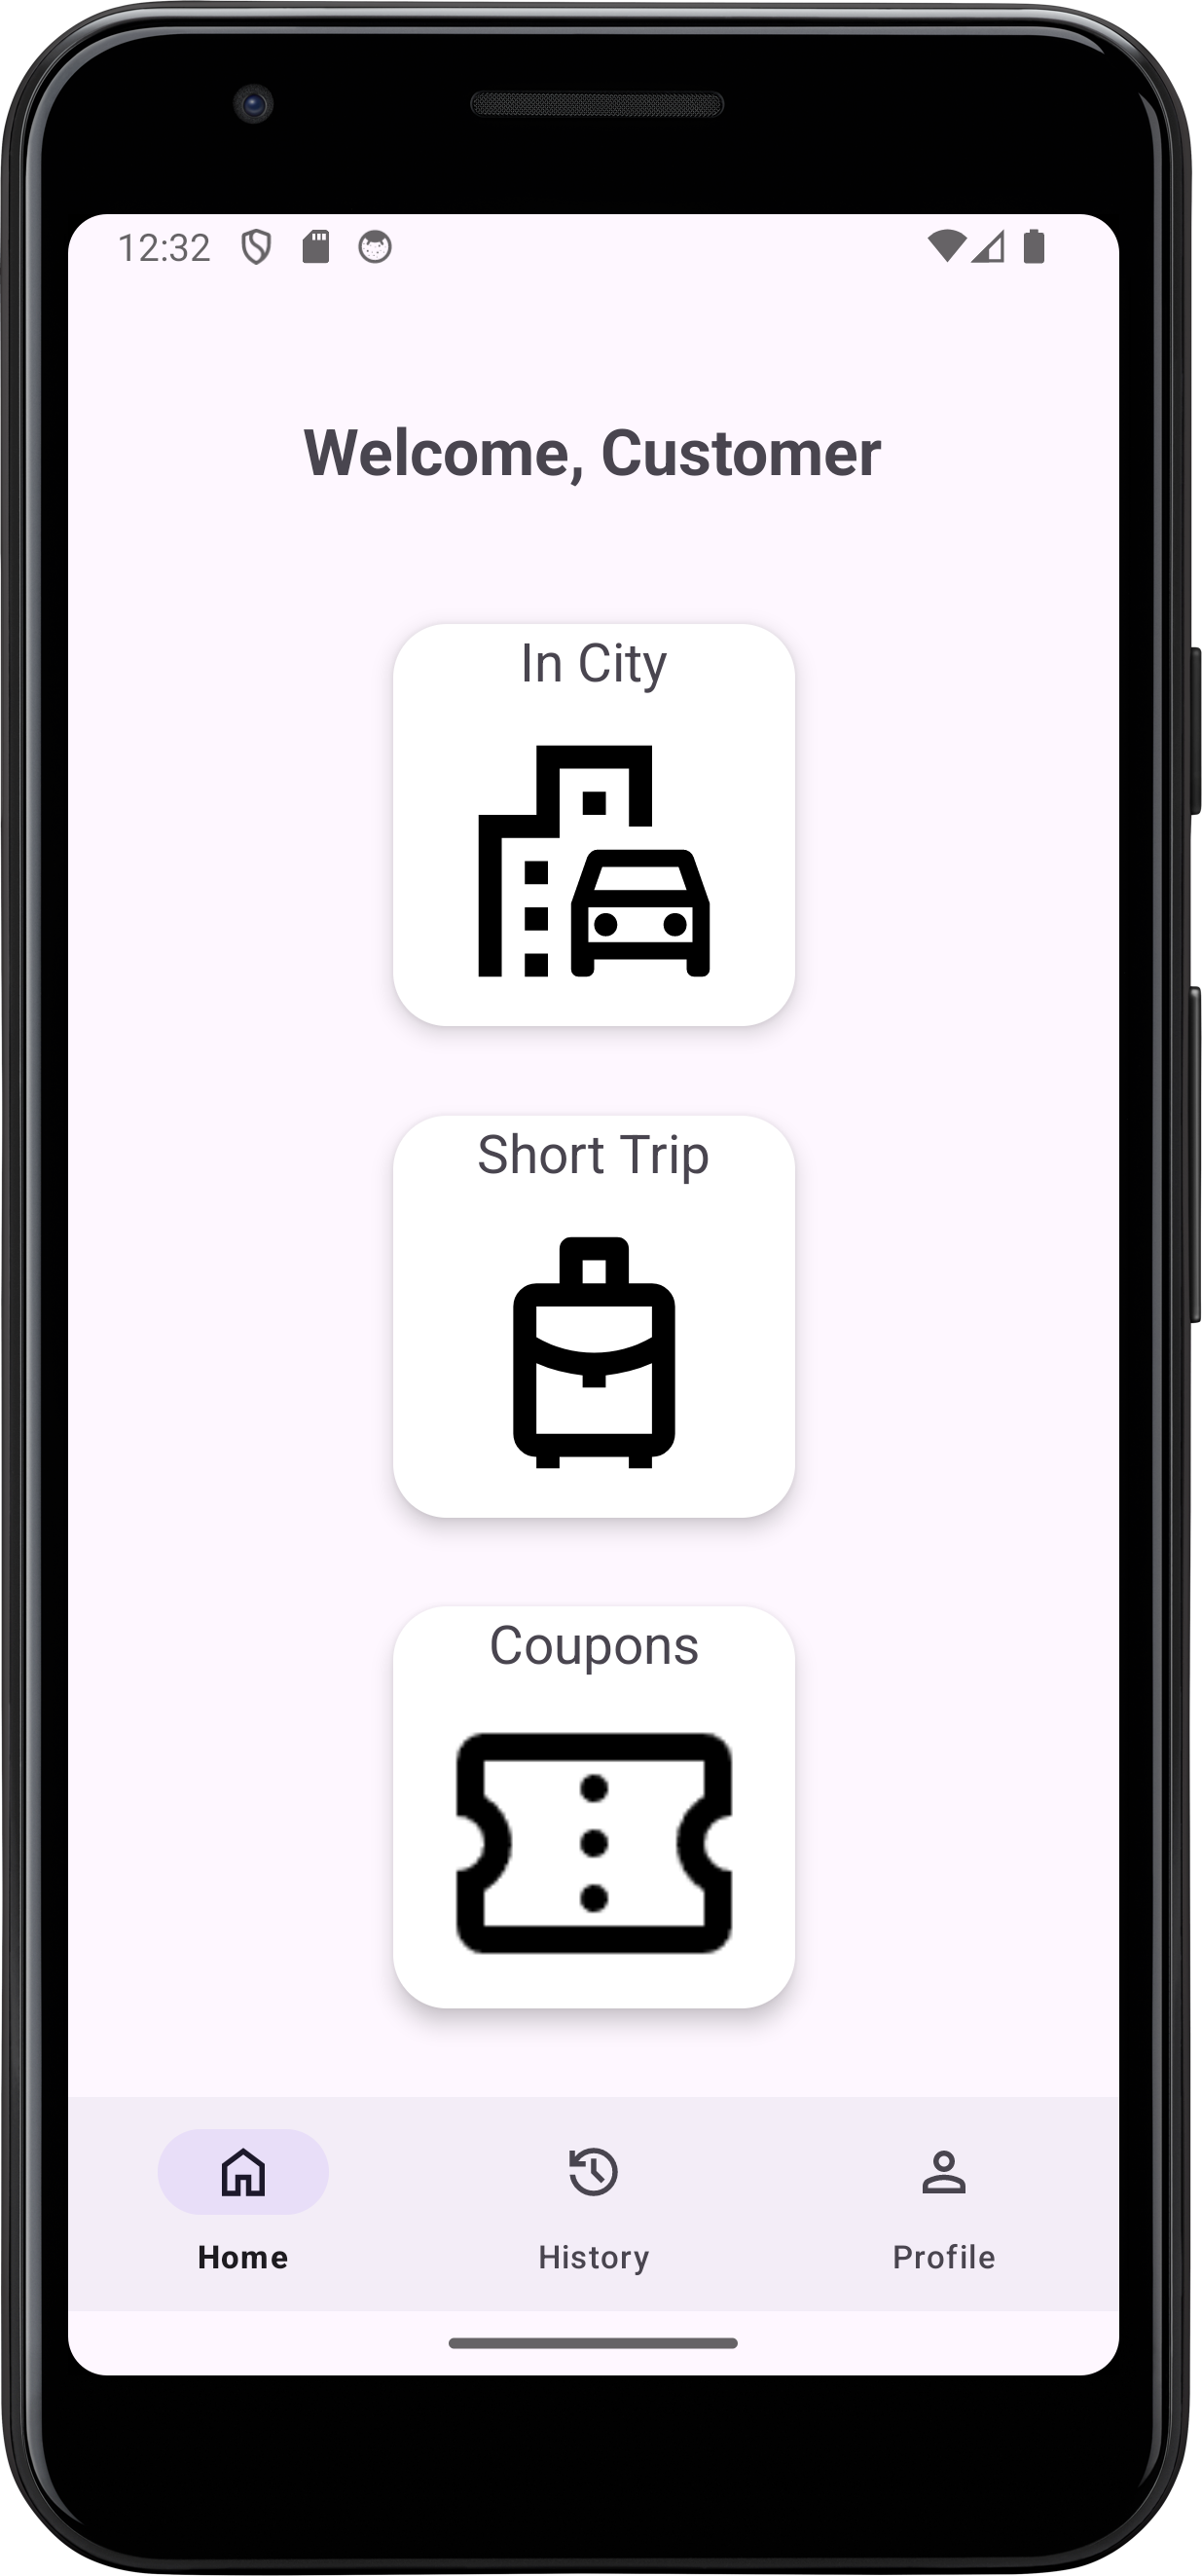 12:32
Welcome, Customer
In City
Short Trip
Coupons
Home
History
Profile